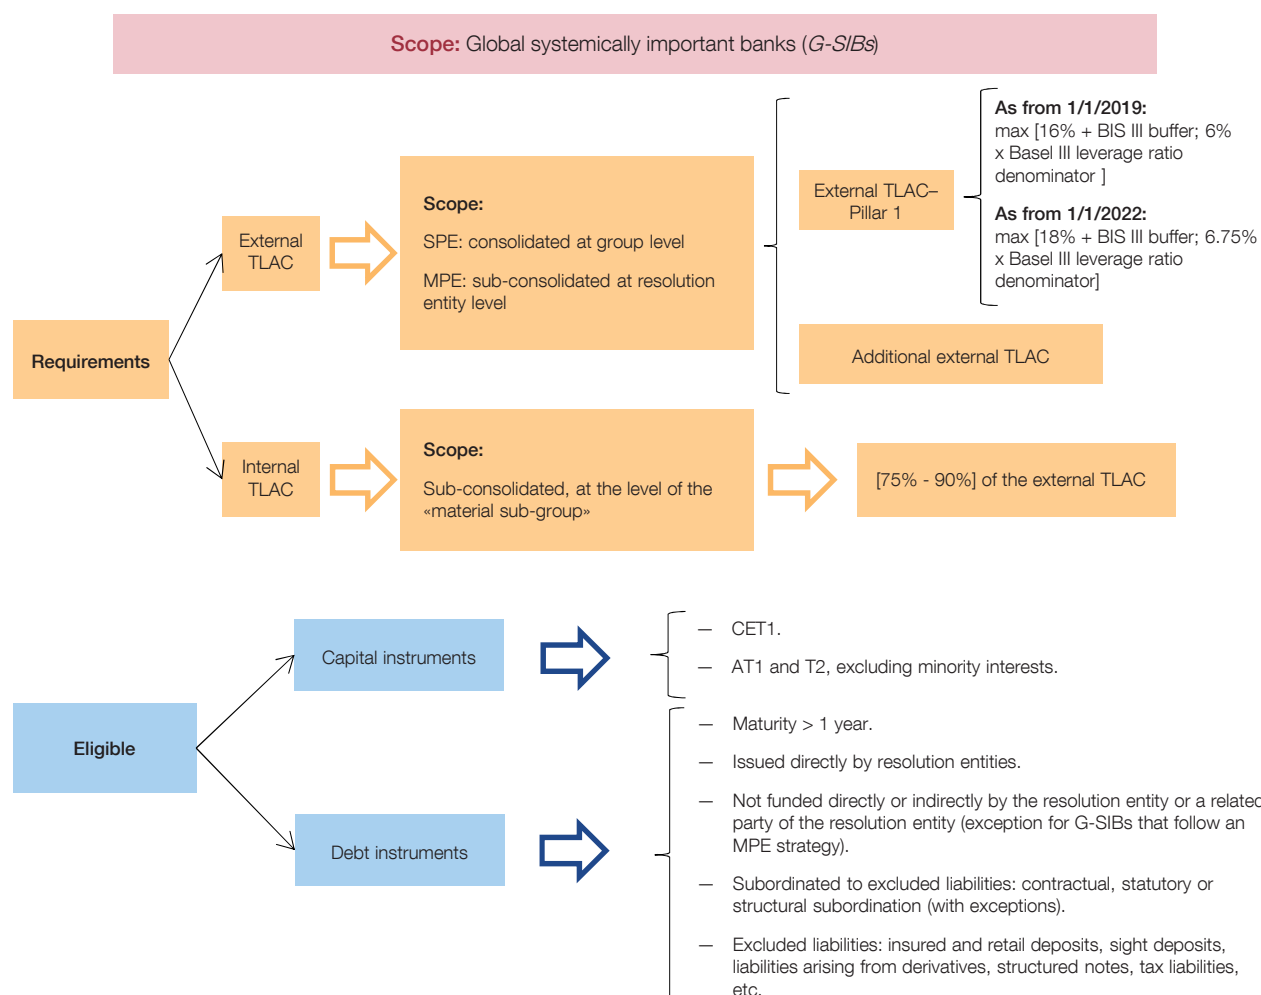 Scope: Global systemically important banks (G-SIBs)
Requirements
External
TLAC
Scope:
SPE: consolidated at group level
MPE: sub-consolidated at resolution
entity level
External TLAC–
Pillar 1
As from 1/1/2019:
max [16% + BIS III buffer; 6%
x Basel III leverage ratio
denominator ]
As from 1/1/2022:
max [18% + BIS III buffer; 6.75%
x Basel III leverage ratio
denominator]
Additional external TLAC
Internal
TLAC
Scope:
Sub-consolidated, at the level of the
«material sub-group»
[75% - 90%] of the external TLAC
Eligible
Capital instruments
— CET1.
— AT1 and T2, excluding minority interests.
Debt instruments
— Maturity > 1 year.
— Issued directly by resolution entities.
— Not funded directly or indirectly by the resolution entity or a related
party of the resolution entity (exception for G-SIBs that follow an
MPE strategy).
— Subordinated to excluded liabilities: contractual, statutory or
structural subordination (with exceptions).
— Excluded liabilities: insured and retail deposits, sight deposits,
liabilities arising from derivatives, structured notes, tax liabilities,
etc.